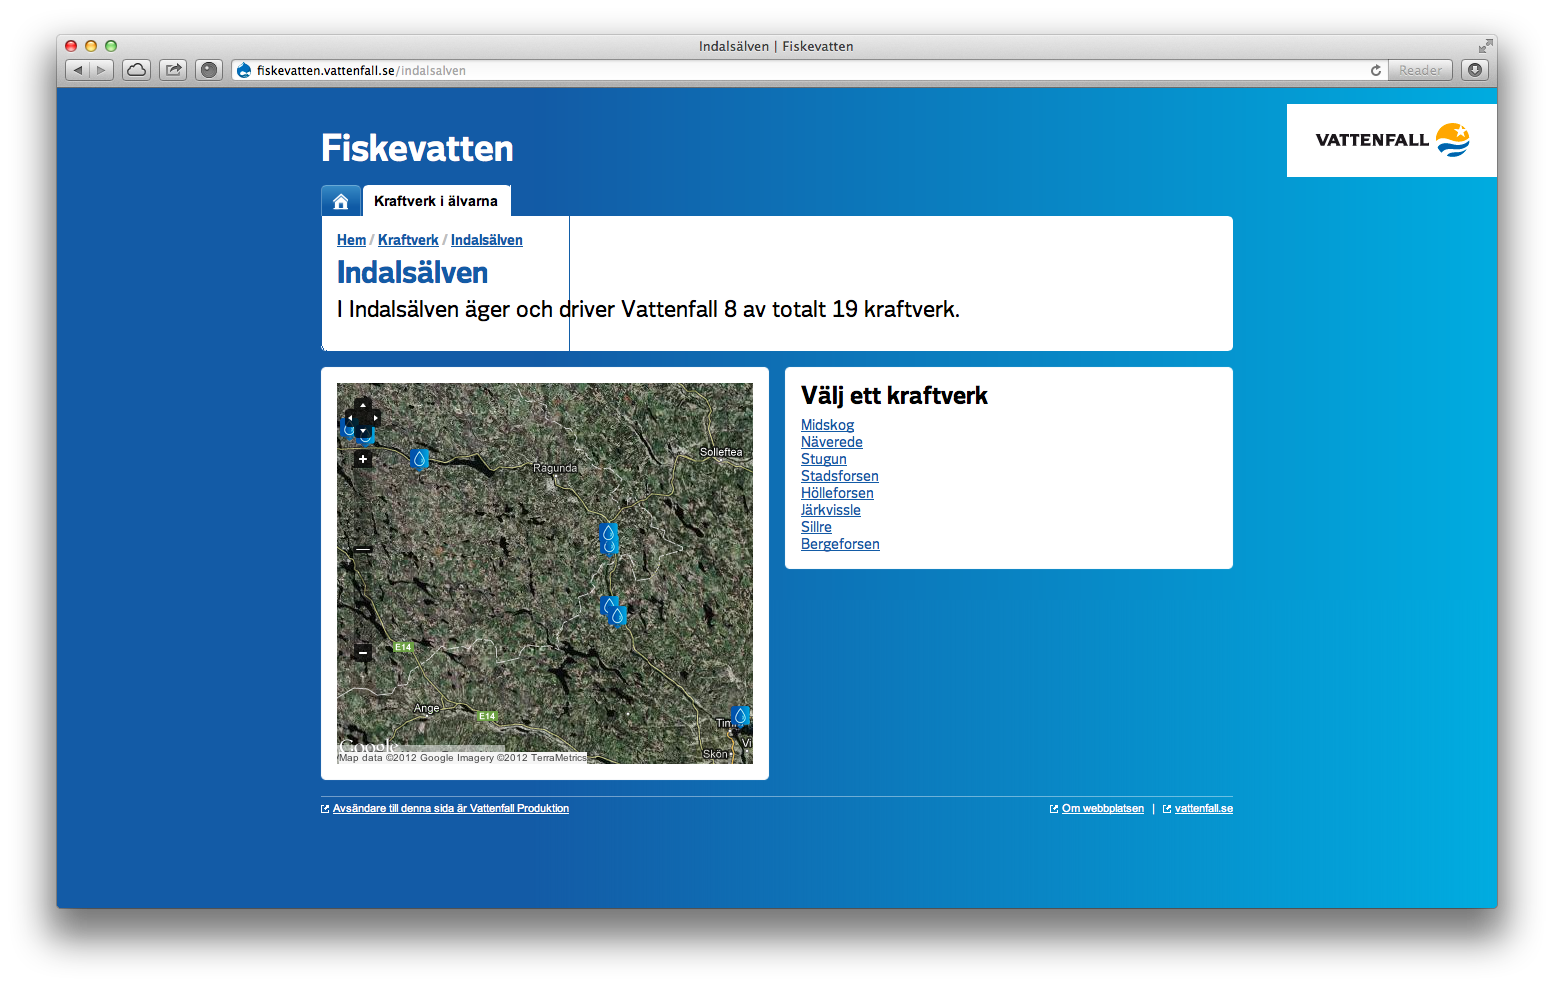 Indalsälven | Fiskevatten
fiskevatten.vattenfall.se/indalsalven
Reader
Fiskevatten
VATTENFALL
Kraftverk i älvarna
Hem / Kraftverk / Indalsälven
Indalsälven
I Indalsälven äger och driver Vattenfall 8 av totalt 19 kraftverk.
Solleftea
Ragunda
E14
Ange
E14
Tim
Vi
Skön
Google
Map data ©2012 Google Imagery ©2012 TerraMetrics
Välj ett kraftverk
Midskog
Näverede
Stugun
Stadsforsen
Hölleforsen
Järkvissle
Sillre
Bergeforsen
Avsändare till denna sida är Vattenfall Produktion
Om webbplatsen | vattenfall.se